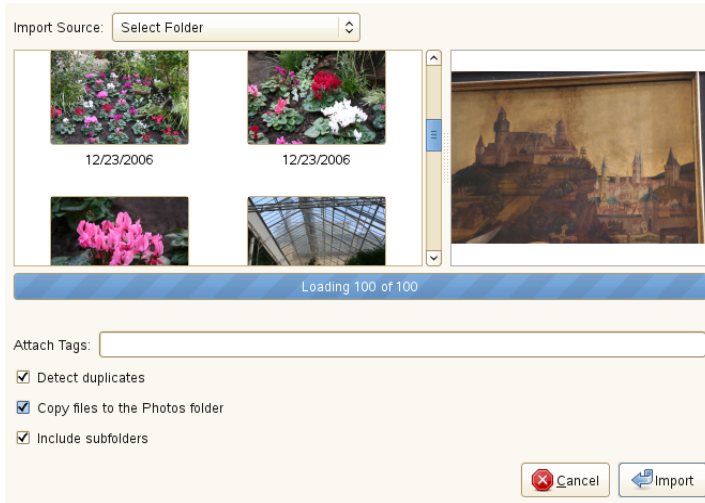 Import Source: Select Folder
12/23/2006 12/23/2006
Loading 100 of 100
Attach Tags:
Detect duplicates
Copy files to the Photos folder
Include subfolders
Cancel Import